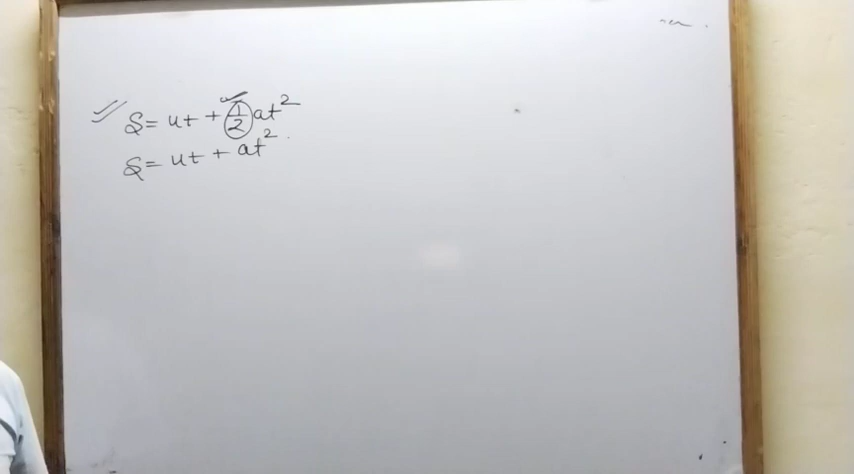 S = ut + 1/2 at²
S = ut + at²